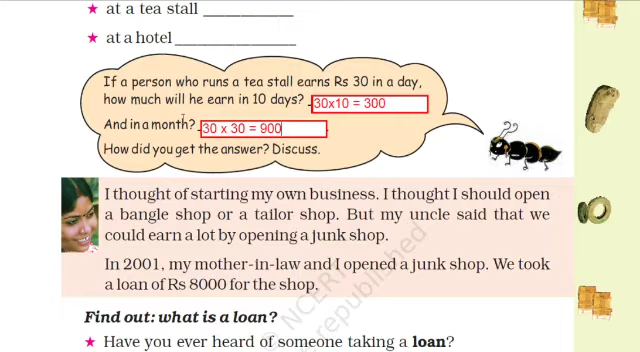 ★ at a tea stall ____________
★ at a hotel ________________
If a person who runs a tea stall earns Rs 30 in a day,
how much will he earn in 10 days? 30x10 = 300
And in a month? 30 x 30 = 900
How did you get the answer? Discuss.
I thought of starting my own business. I thought I should open
a bangle shop or a tailor shop. But my uncle said that we
could earn a lot by opening a junk shop.
In 2001, my mother-in-law and I opened a junk shop. We took
a loan of Rs 8000 for the shop.
Find out: what is a loan?
★ Have you ever heard of someone taking a loan?
© NCERT
republished